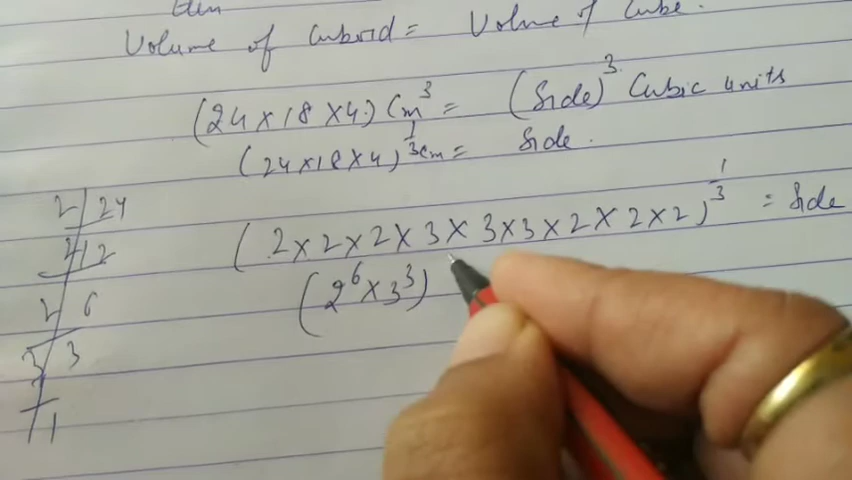 then
Volume of Cuboid = Volume of Cube.
(24 × 18 × 4) Cm³ = (Side)³ Cubic units
(24×18×4)^1/3 cm = Side.
(2 × 2 × 2 × 3 × 3 × 3 × 2 × 2 × 2)^1/3 = Side
(2⁶ × 3³)
2 | 24
2 | 12
2 | 6
3 | 3
1